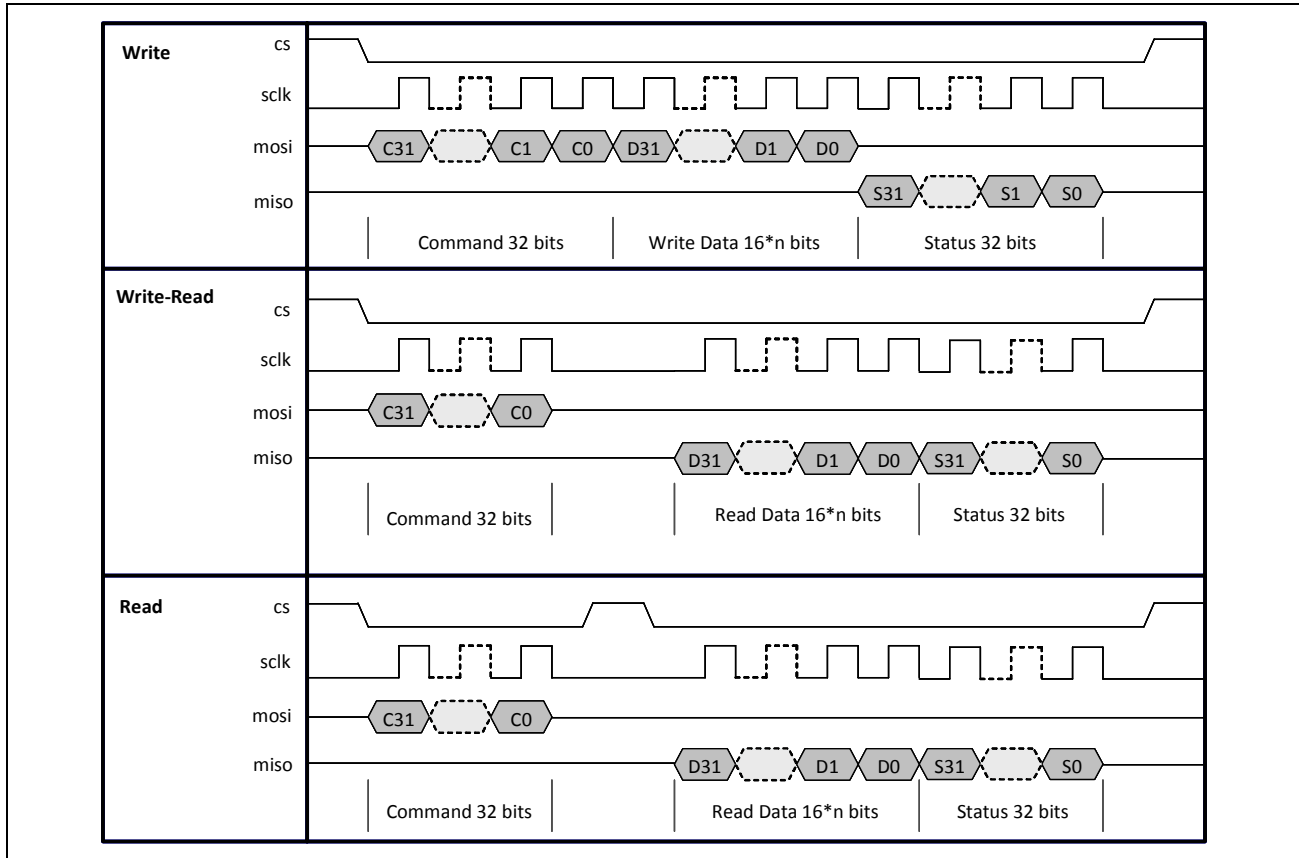 Write
cs
sclk
mosi C31 C1 C0 D31 D1 D0
miso S31 S1 S0
Command 32 bits Write Data 16*n bits Status 32 bits
Write-Read
cs
sclk
mosi C31 C0
miso D31 D1 D0 S31 S0
Command 32 bits Read Data 16*n bits Status 32 bits
Read
cs
sclk
mosi C31 C0
miso D31 D1 D0 S31 S0
Command 32 bits Read Data 16*n bits Status 32 bits